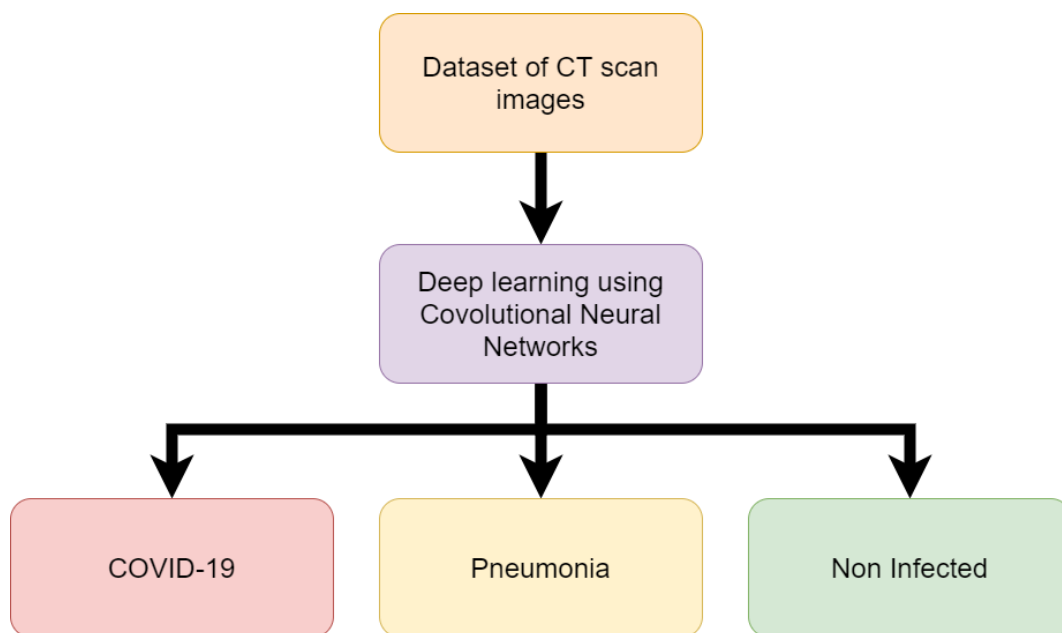 Dataset of CT scan
images
Deep learning using
Covolutional Neural
Networks
COVID-19
Pneumonia
Non Infected